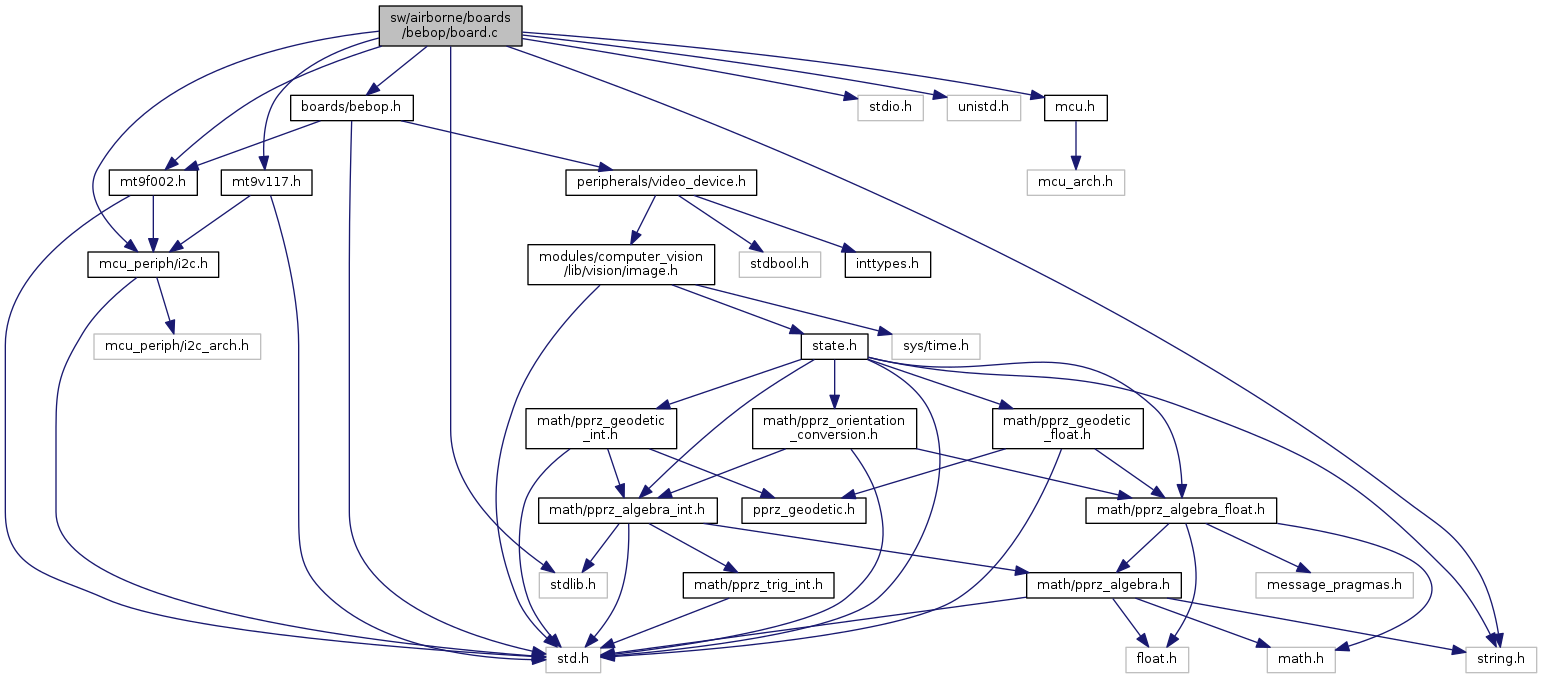 sw/airborne/boards
/bebop/board.c
boards/bebop.h
stdio.h
unistd.h
mcu.h
mt9f002.h
mt9v117.h
peripherals/video_device.h
mcu_arch.h
mcu_periph/i2c.h
modules/computer_vision
/lib/vision/image.h
stdbool.h
inttypes.h
mcu_periph/i2c_arch.h
state.h
sys/time.h
math/pprz_geodetic
_int.h
math/pprz_orientation
_conversion.h
math/pprz_geodetic
_float.h
math/pprz_algebra_int.h
pprz_geodetic.h
math/pprz_algebra_float.h
stdlib.h
math/pprz_trig_int.h
math/pprz_algebra.h
message_pragmas.h
std.h
float.h
math.h
string.h